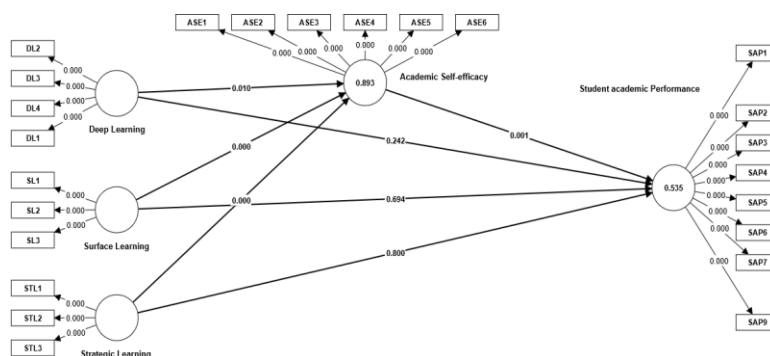 ASE1
ASE2
ASE3
ASE4
ASE5
ASE6
0.000
0.000
0.000
0.000
0.000
0.000
0.893
Academic Self-efficacy
DL2
DL3
DL4
DL1
0.000
0.000
0.000
0.000
Deep Learning
0.010
0.242
0.001
Student academic Performance
SAP1
SAP2
SAP3
SAP4
SAP5
SAP6
SAP7
SAP9
0.000
0.000
0.000
0.000
0.000
0.000
0.000
0.000
0.535
SL1
SL2
SL3
0.000
0.000
0.000
Surface Learning
0.000
0.694
STL1
STL2
STL3
0.000
0.000
0.000
Strategic Learning
0.000
0.800